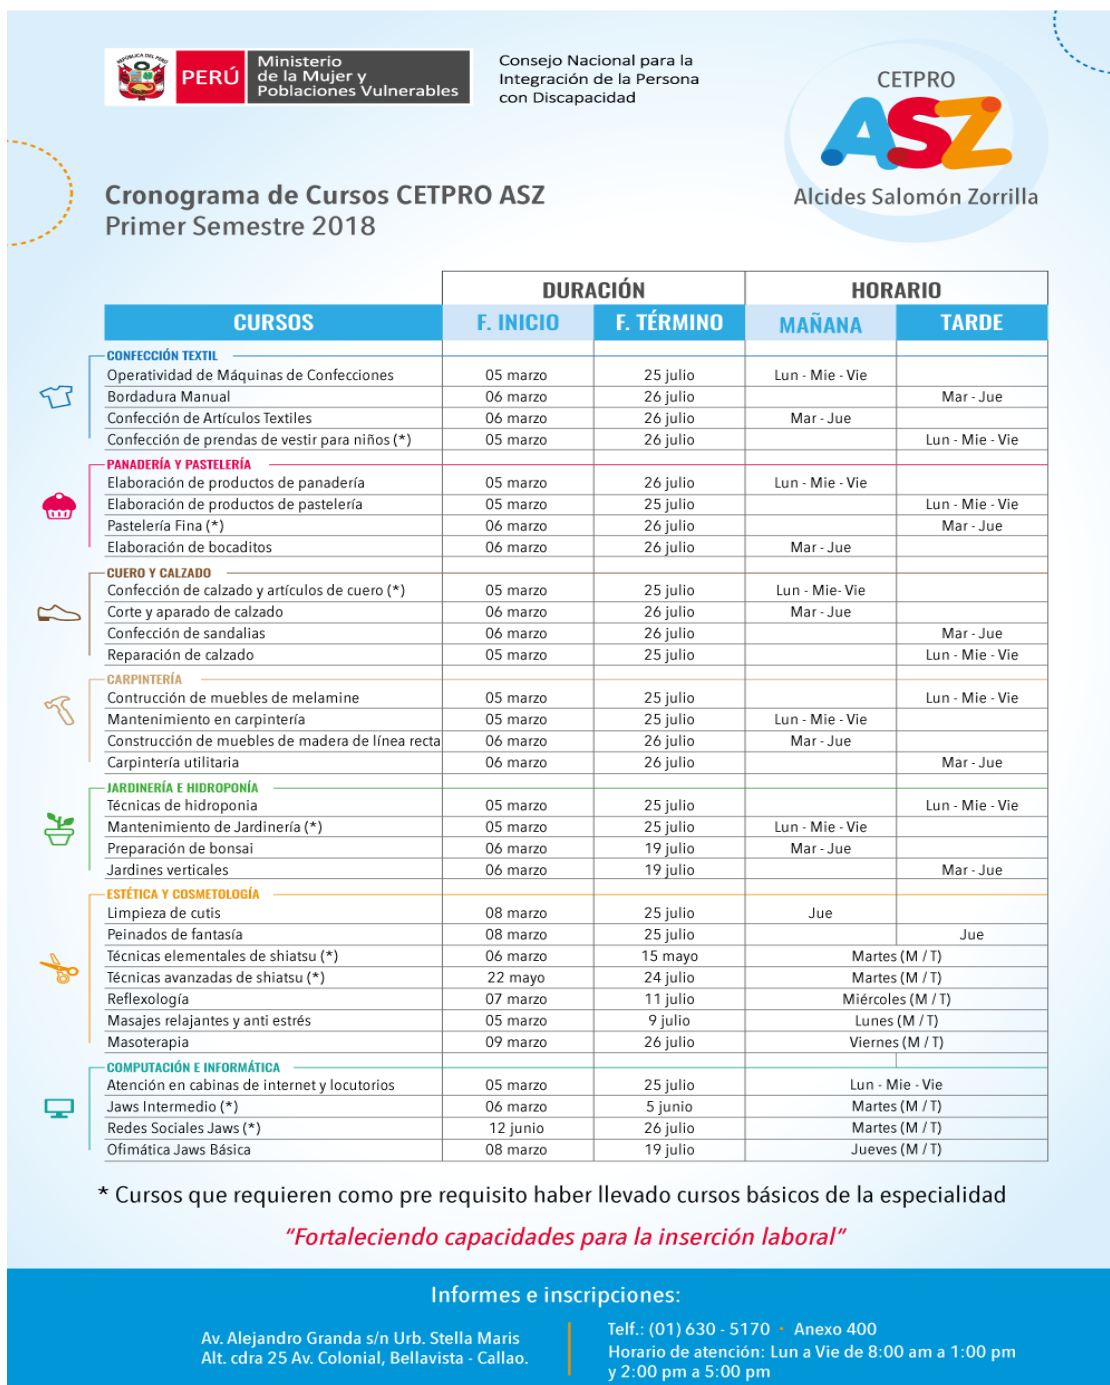 REPÚBLICA DEL PERÚ
PERÚ
Ministerio
de la Mujer y
Poblaciones Vulnerables
Consejo Nacional para la
Integración de la Persona
con Discapacidad
CETPRO
ASZ
Alcides Salomón Zorrilla
Cronograma de Cursos CETPRO ASZ
Primer Semestre 2018
DURACIÓN HORARIO
CURSOS F. INICIO F. TÉRMINO MAÑANA TARDE
CONFECCIÓN TEXTIL
Operatividad de Máquinas de Confecciones 05 marzo 25 julio Lun - Mie - Vie
Bordadura Manual 06 marzo 26 julio Mar - Jue
Confección de Artículos Textiles 06 marzo 26 julio Mar - Jue
Confección de prendas de vestir para niños (*) 05 marzo 26 julio Lun - Mie - Vie
PANADERÍA Y PASTELERÍA
Elaboración de productos de panadería 05 marzo 26 julio Lun - Mie - Vie
Elaboración de productos de pastelería 05 marzo 25 julio Lun - Mie - Vie
Pastelería Fina (*) 06 marzo 26 julio Mar - Jue
Elaboración de bocaditos 06 marzo 26 julio Mar - Jue
CUERO Y CALZADO
Confección de calzado y artículos de cuero (*) 05 marzo 25 julio Lun - Mie- Vie
Corte y aparado de calzado 06 marzo 26 julio Mar - Jue
Confección de sandalias 06 marzo 26 julio Mar - Jue
Reparación de calzado 05 marzo 25 julio Lun - Mie - Vie
CARPINTERÍA
Contrucción de muebles de melamine 05 marzo 25 julio Lun - Mie - Vie
Mantenimiento en carpintería 05 marzo 25 julio Lun - Mie - Vie
Construcción de muebles de madera de línea recta 06 marzo 26 julio Mar - Jue
Carpintería utilitaria 06 marzo 26 julio Mar - Jue
JARDINERÍA E HIDROPONÍA
Técnicas de hidroponia 05 marzo 25 julio Lun - Mie - Vie
Mantenimiento de Jardinería (*) 05 marzo 25 julio Lun - Mie - Vie
Preparación de bonsai 06 marzo 19 julio Mar - Jue
Jardines verticales 06 marzo 19 julio Mar - Jue
ESTÉTICA Y COSMETOLOGÍA
Limpieza de cutis 08 marzo 25 julio Jue
Peinados de fantasía 08 marzo 25 julio Jue
Técnicas elementales de shiatsu (*) 06 marzo 15 mayo Martes (M / T)
Técnicas avanzadas de shiatsu (*) 22 mayo 24 julio Martes (M / T)
Reflexología 07 marzo 11 julio Miércoles (M / T)
Masajes relajantes y anti estrés 05 marzo 9 julio Lunes (M / T)
Masoterapia 09 marzo 26 julio Viernes (M / T)
COMPUTACIÓN E INFORMÁTICA
Atención en cabinas de internet y locutorios 05 marzo 25 julio Lun - Mie - Vie
Jaws Intermedio (*) 06 marzo 5 junio Martes (M / T)
Redes Sociales Jaws (*) 12 junio 26 julio Martes (M / T)
Ofimática Jaws Básica 08 marzo 19 julio Jueves (M / T)
* Cursos que requieren como pre requisito haber llevado cursos básicos de la especialidad
“Fortaleciendo capacidades para la inserción laboral”
Informes e inscripciones:
Av. Alejandro Granda s/n Urb. Stella Maris
Alt. cdra 25 Av. Colonial, Bellavista - Callao.
Telf.: (01) 630 - 5170 · Anexo 400
Horario de atención: Lun a Vie de 8:00 am a 1:00 pm
y 2:00 pm a 5:00 pm